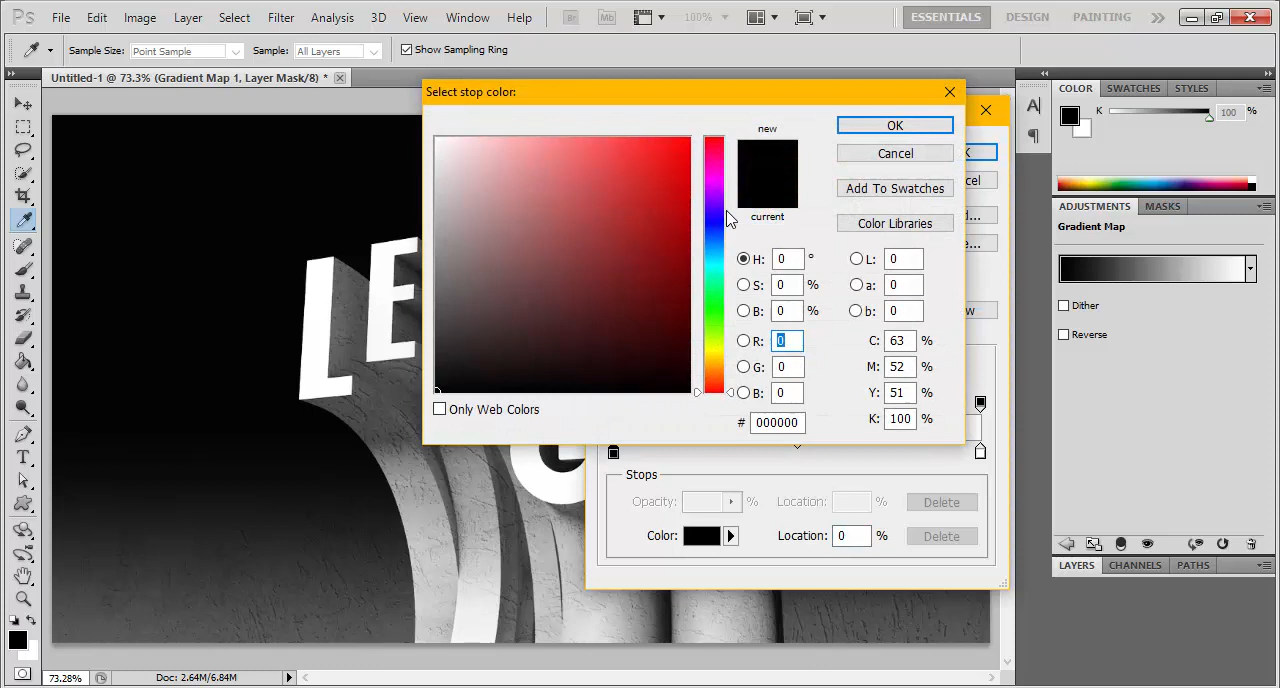 Ps File Edit Image Layer Select Filter Analysis 3D View Window Help Br Mb 100% ESSENTIALS DESIGN PAINTING
Sample Size: Point Sample Sample: All Layers Show Sampling Ring
Untitled-1 @ 73.3% (Gradient Map 1, Layer Mask/8) *
Select stop color:
new
current
OK
Cancel
Add To Swatches
Color Libraries
H: 0 °
S: 0 %
B: 0 %
R: 0
G: 0
B: 0
# 000000
L: 0
a: 0
b: 0
C: 63 %
M: 52 %
Y: 51 %
K: 100 %
Only Web Colors
K
cel
d...
e...
w
Stops
Opacity: % Location: % Delete
Color: Location: 0 % Delete
COLOR SWATCHES STYLES
K 100 %
ADJUSTMENTS MASKS
Gradient Map
Dither
Reverse
LAYERS CHANNELS PATHS
A
T
LE
73.28% Doc: 2.64M/6.84M